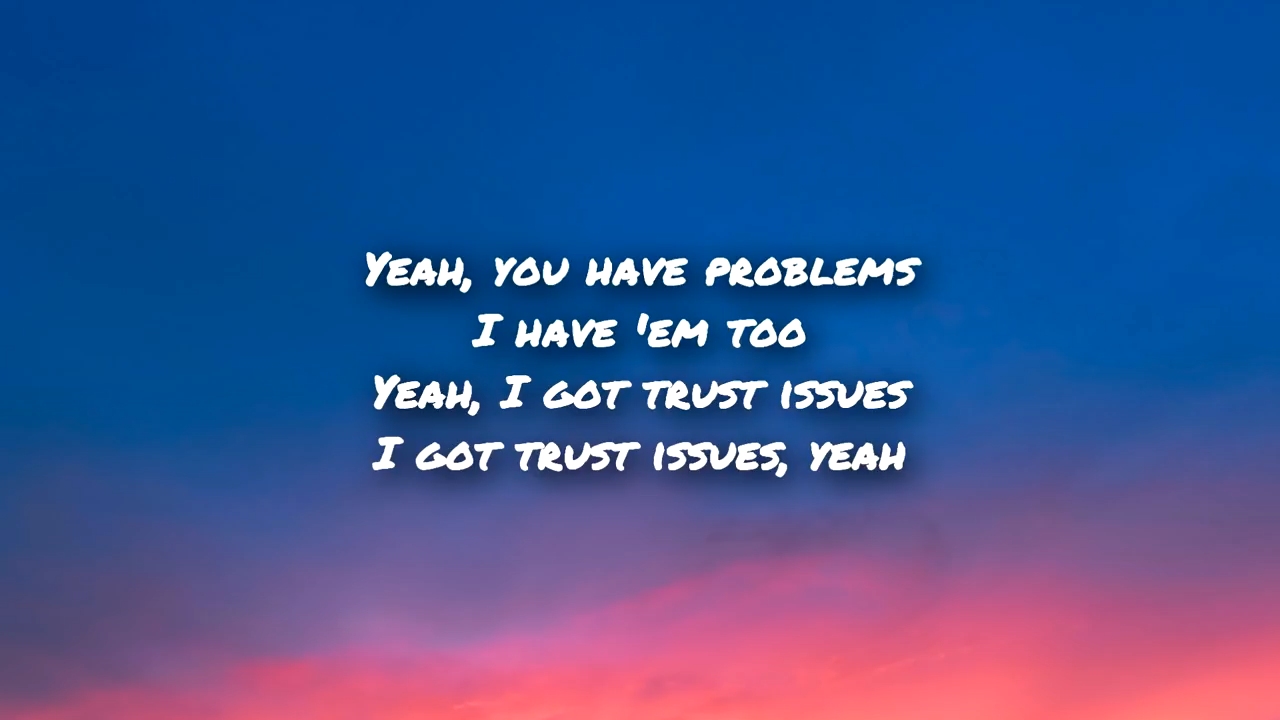 Yeah, you have problems
I have 'em too
Yeah, I got trust issues
I got trust issues, yeah